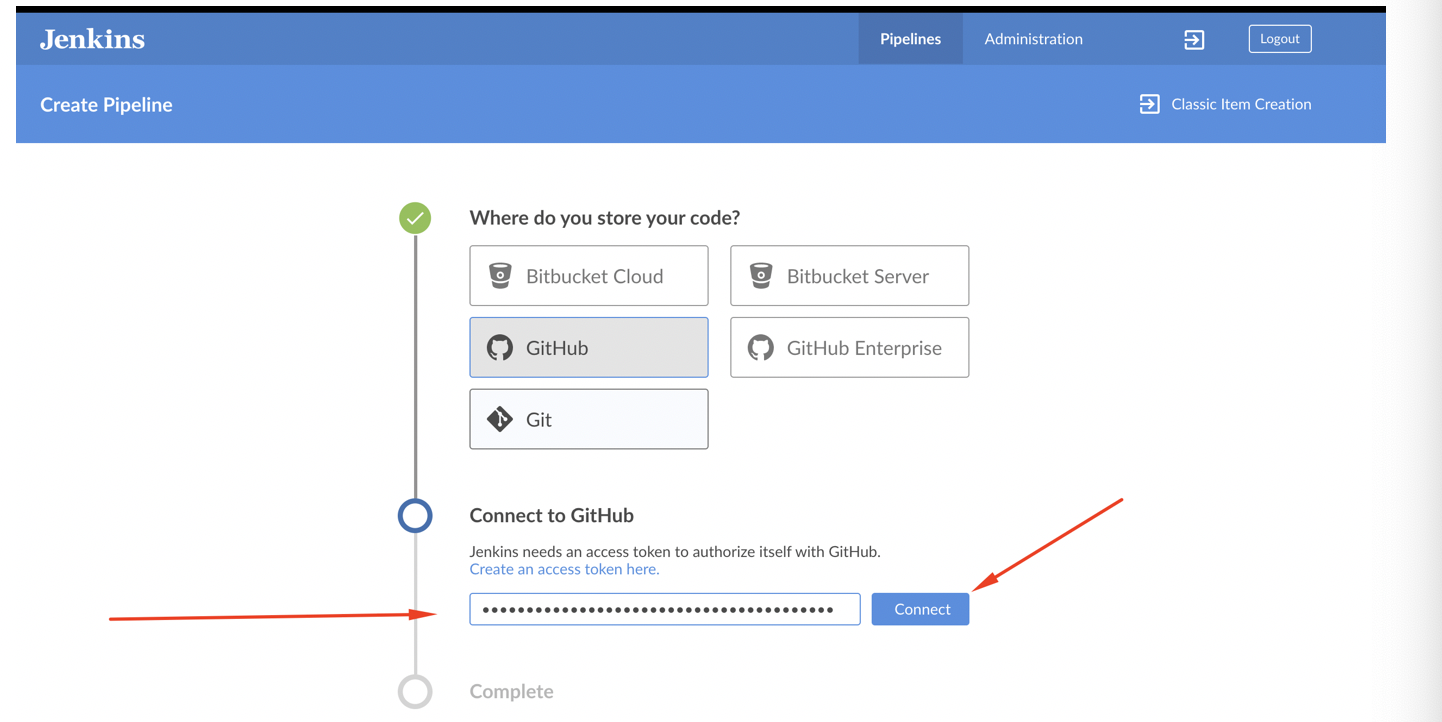 Jenkins
Pipelines
Administration
Logout
Create Pipeline
Classic Item Creation
Where do you store your code?
Bitbucket Cloud
Bitbucket Server
GitHub
GitHub Enterprise
Git
Connect to GitHub
Jenkins needs an access token to authorize itself with GitHub.
Create an access token here.
••••••••••••••••••••••••••••••••••••••••
Connect
Complete